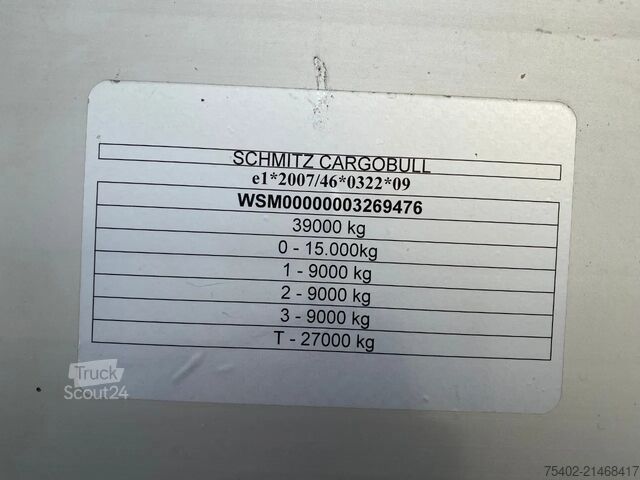 SCHMITZ CARGOBULL
e1*2007/46*0322*09
WSM00000003269476
39000 kg
0 - 15.000kg
1 - 9000 kg
2 - 9000 kg
3 - 9000 kg
T - 27000 kg
Truck
Scout24
75402-21468417